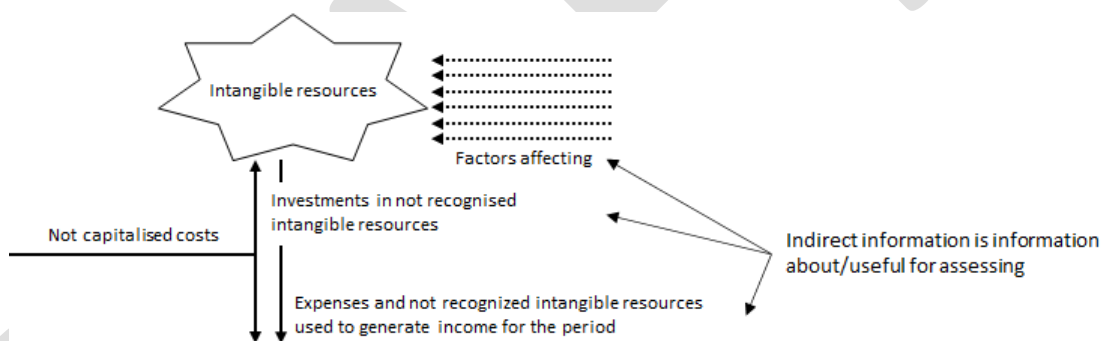 Intangible resources
Factors affecting
Investments in not recognised
intangible resources
Not capitalised costs
Indirect information is information
about/useful for assessing
Expenses and not recognized intangible resources
used to generate income for the period